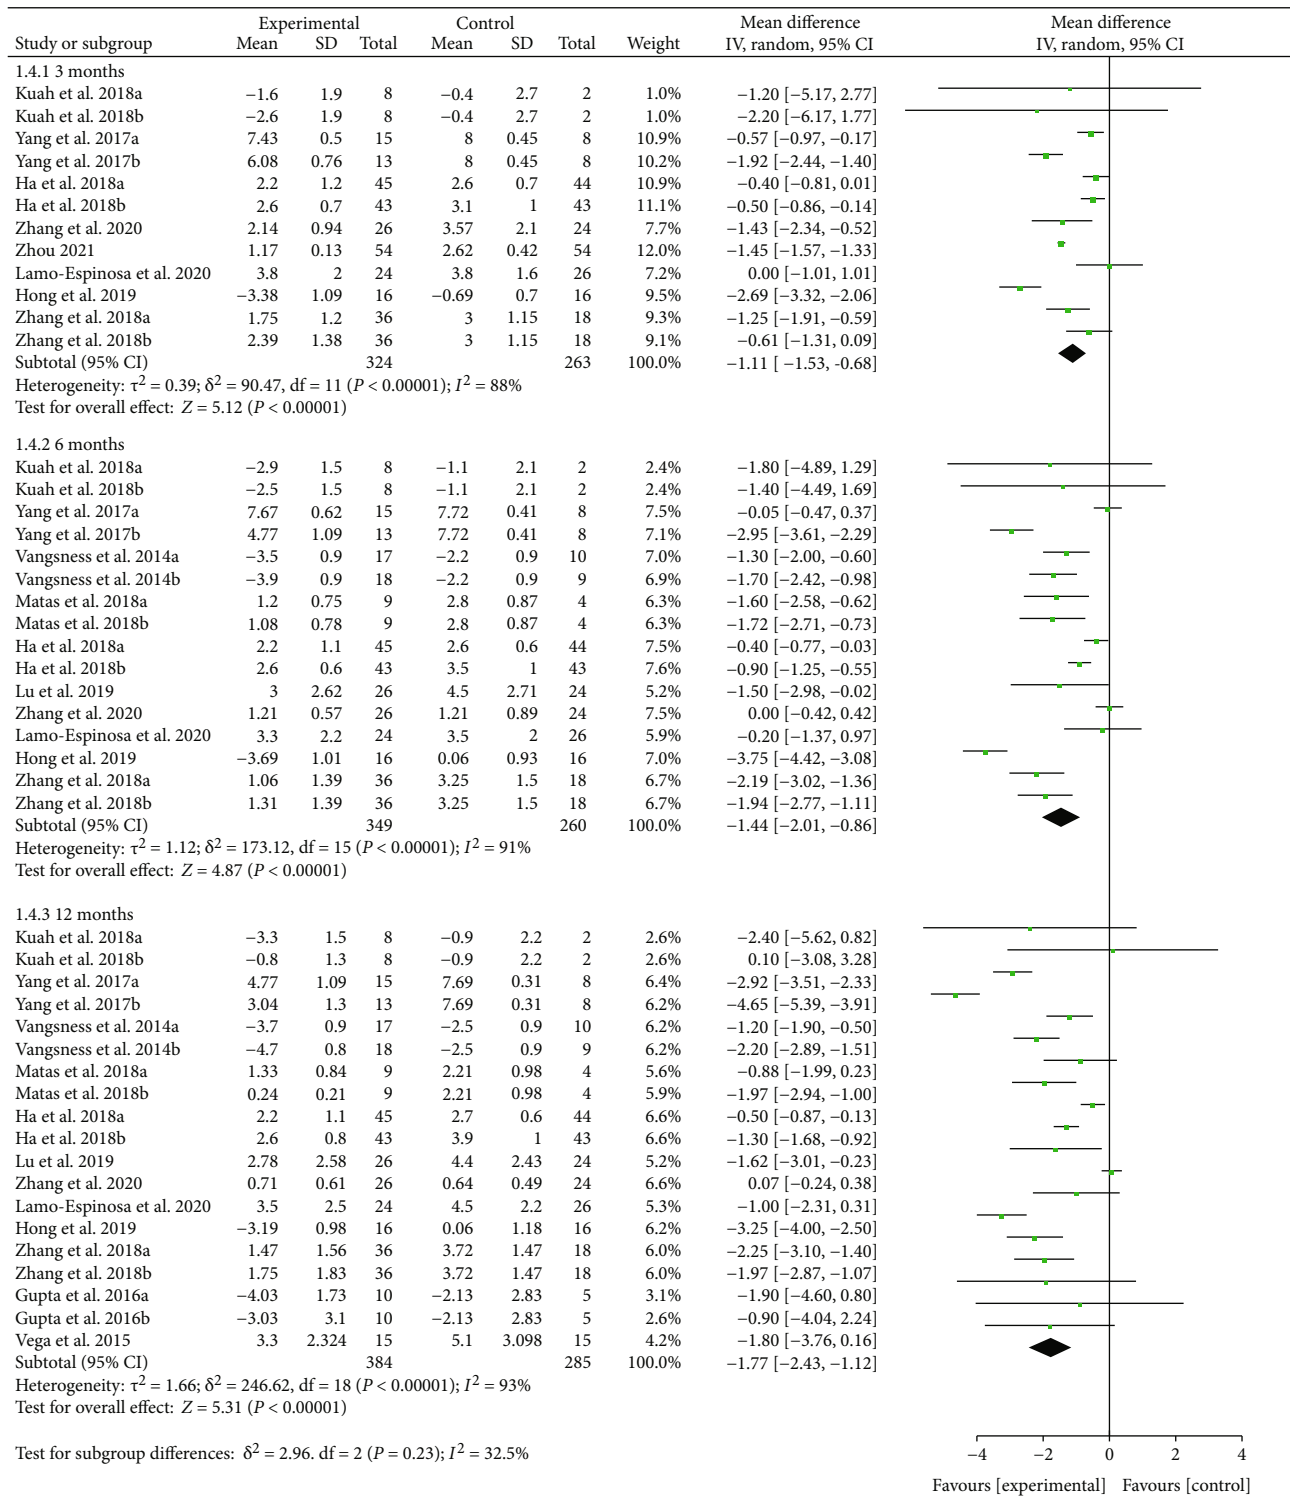 Experimental Control Mean difference Mean difference
Study or subgroup Mean SD Total Mean SD Total Weight IV, random, 95% CI IV, random, 95% CI
1.4.1 3 months
Kuah et al. 2018a −1.6 1.9 8 −0.4 2.7 2 1.0% −1.20 [−5.17, 2.77]
Kuah et al. 2018b −2.6 1.9 8 −0.4 2.7 2 1.0% −2.20 [−6.17, 1.77]
Yang et al. 2017a 7.43 0.5 15 8 0.45 8 10.9% −0.57 [−0.97, −0.17]
Yang et al. 2017b 6.08 0.76 13 8 0.45 8 10.2% −1.92 [−2.44, −1.40]
Ha et al. 2018a 2.2 1.2 45 2.6 0.7 44 10.9% −0.40 [−0.81, 0.01]
Ha et al. 2018b 2.6 0.7 43 3.1 1 43 11.1% −0.50 [−0.86, −0.14]
Zhang et al. 2020 2.14 0.94 26 3.57 2.1 24 7.7% −1.43 [−2.34, −0.52]
Zhou 2021 1.17 0.13 54 2.62 0.42 54 12.0% −1.45 [−1.57, −1.33]
Lamo-Espinosa et al. 2020 3.8 2 24 3.8 1.6 26 7.2% 0.00 [−1.01, 1.01]
Hong et al. 2019 −3.38 1.09 16 −0.69 0.7 16 9.5% −2.69 [−3.32, −2.06]
Zhang et al. 2018a 1.75 1.2 36 3 1.15 18 9.3% −1.25 [−1.91, −0.59]
Zhang et al. 2018b 2.39 1.38 36 3 1.15 18 9.1% −0.61 [−1.31, 0.09]
Subtotal (95% CI) 324 263 100.0% −1.11 [ −1.53, -0.68]
Heterogeneity: τ2 = 0.39; δ2 = 90.47, df = 11 (P < 0.00001); I2 = 88%
Test for overall effect: Z = 5.12 (P < 0.00001)
1.4.2 6 months
Kuah et al. 2018a −2.9 1.5 8 −1.1 2.1 2 2.4% −1.80 [−4.89, 1.29]
Kuah et al. 2018b −2.5 1.5 8 −1.1 2.1 2 2.4% −1.40 [−4.49, 1.69]
Yang et al. 2017a 7.67 0.62 15 7.72 0.41 8 7.5% −0.05 [−0.47, 0.37]
Yang et al. 2017b 4.77 1.09 13 7.72 0.41 8 7.1% −2.95 [−3.61, −2.29]
Vangsness et al. 2014a −3.5 0.9 17 −2.2 0.9 10 7.0% −1.30 [−2.00, −0.60]
Vangsness et al. 2014b −3.9 0.9 18 −2.2 0.9 9 6.9% −1.70 [−2.42, −0.98]
Matas et al. 2018a 1.2 0.75 9 2.8 0.87 4 6.3% −1.60 [−2.58, −0.62]
Matas et al. 2018b 1.08 0.78 9 2.8 0.87 4 6.3% −1.72 [−2.71, −0.73]
Ha et al. 2018a 2.2 1.1 45 2.6 0.6 44 7.5% −0.40 [−0.77, −0.03]
Ha et al. 2018b 2.6 0.6 43 3.5 1 43 7.6% −0.90 [−1.25, −0.55]
Lu et al. 2019 3 2.62 26 4.5 2.71 24 5.2% −1.50 [−2.98, −0.02]
Zhang et al. 2020 1.21 0.57 26 1.21 0.89 24 7.5% 0.00 [−0.42, 0.42]
Lamo-Espinosa et al. 2020 3.3 2.2 24 3.5 2 26 5.9% −0.20 [−1.37, 0.97]
Hong et al. 2019 −3.69 1.01 16 0.06 0.93 16 7.0% −3.75 [−4.42, −3.08]
Zhang et al. 2018a 1.06 1.39 36 3.25 1.5 18 6.7% −2.19 [−3.02, −1.36]
Zhang et al. 2018b 1.31 1.39 36 3.25 1.5 18 6.7% −1.94 [−2.77, −1.11]
Subtotal (95% CI) 349 260 100.0% −1.44 [−2.01, −0.86]
Heterogeneity: τ2 = 1.12; δ2 = 173.12, df = 15 (P < 0.00001); I2 = 91%
Test for overall effect: Z = 4.87 (P < 0.00001)
1.4.3 12 months
Kuah et al. 2018a −3.3 1.5 8 −0.9 2.2 2 2.6% −2.40 [−5.62, 0.82]
Kuah et al. 2018b −0.8 1.3 8 −0.9 2.2 2 2.6% 0.10 [−3.08, 3.28]
Yang et al. 2017a 4.77 1.09 15 7.69 0.31 8 6.4% −2.92 [−3.51, −2.33]
Yang et al. 2017b 3.04 1.3 13 7.69 0.31 8 6.2% −4.65 [−5.39, −3.91]
Vangsness et al. 2014a −3.7 0.9 17 −2.5 0.9 10 6.2% −1.20 [−1.90, −0.50]
Vangsness et al. 2014b −4.7 0.8 18 −2.5 0.9 9 6.2% −2.20 [−2.89, −1.51]
Matas et al. 2018a 1.33 0.84 9 2.21 0.98 4 5.6% −0.88 [−1.99, 0.23]
Matas et al. 2018b 0.24 0.21 9 2.21 0.98 4 5.9% −1.97 [−2.94, −1.00]
Ha et al. 2018a 2.2 1.1 45 2.7 0.6 44 6.6% −0.50 [−0.87, −0.13]
Ha et al. 2018b 2.6 0.8 43 3.9 1 43 6.6% −1.30 [−1.68, −0.92]
Lu et al. 2019 2.78 2.58 26 4.4 2.43 24 5.2% −1.62 [−3.01, −0.23]
Zhang et al. 2020 0.71 0.61 26 0.64 0.49 24 6.6% 0.07 [−0.24, 0.38]
Lamo-Espinosa et al. 2020 3.5 2.5 24 4.5 2.2 26 5.3% −1.00 [−2.31, 0.31]
Hong et al. 2019 −3.19 0.98 16 0.06 1.18 16 6.2% −3.25 [−4.00, −2.50]
Zhang et al. 2018a 1.47 1.56 36 3.72 1.47 18 6.0% −2.25 [−3.10, −1.40]
Zhang et al. 2018b 1.75 1.83 36 3.72 1.47 18 6.0% −1.97 [−2.87, −1.07]
Gupta et al. 2016a −4.03 1.73 10 −2.13 2.83 5 3.1% −1.90 [−4.60, 0.80]
Gupta et al. 2016b −3.03 3.1 10 −2.13 2.83 5 2.6% −0.90 [−4.04, 2.24]
Vega et al. 2015 3.3 2.324 15 5.1 3.098 15 4.2% −1.80 [−3.76, 0.16]
Subtotal (95% CI) 384 285 100.0% −1.77 [−2.43, −1.12]
Heterogeneity: τ2 = 1.66; δ2 = 246.62, df = 18 (P < 0.00001); I2 = 93%
Test for overall effect: Z = 5.31 (P < 0.00001)
Test for subgroup differences: δ2 = 2.96. df = 2 (P = 0.23); I2 = 32.5%
−4 −2 0 2 4
Favours [experimental] Favours [control]